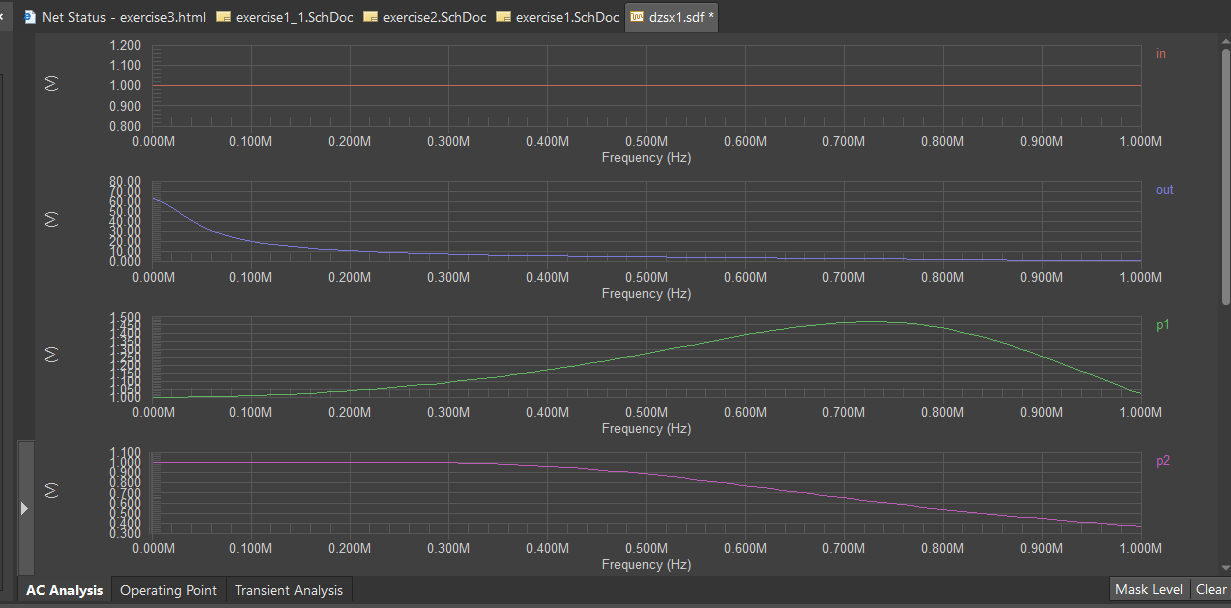 Net Status - exercise3.html exercise1_1.SchDoc exercise2.SchDoc exercise1.SchDoc dzsx1.sdf *
1.200
1.100
1.000
0.900
0.800
(V)
in
0.000M 0.100M 0.200M 0.300M 0.400M 0.500M 0.600M 0.700M 0.800M 0.900M 1.000M
Frequency (Hz)
80.00
70.00
60.00
50.00
40.00
30.00
20.00
10.00
0.000
(V)
out
0.000M 0.100M 0.200M 0.300M 0.400M 0.500M 0.600M 0.700M 0.800M 0.900M 1.000M
Frequency (Hz)
1.500
1.450
1.400
1.350
1.300
1.250
1.200
1.150
1.100
1.050
1.000
(V)
p1
0.000M 0.100M 0.200M 0.300M 0.400M 0.500M 0.600M 0.700M 0.800M 0.900M 1.000M
Frequency (Hz)
1.100
1.000
0.900
0.800
0.700
0.600
0.500
0.400
0.300
(V)
p2
0.000M 0.100M 0.200M 0.300M 0.400M 0.500M 0.600M 0.700M 0.800M 0.900M 1.000M
Frequency (Hz)
AC Analysis Operating Point Transient Analysis Mask Level Clear